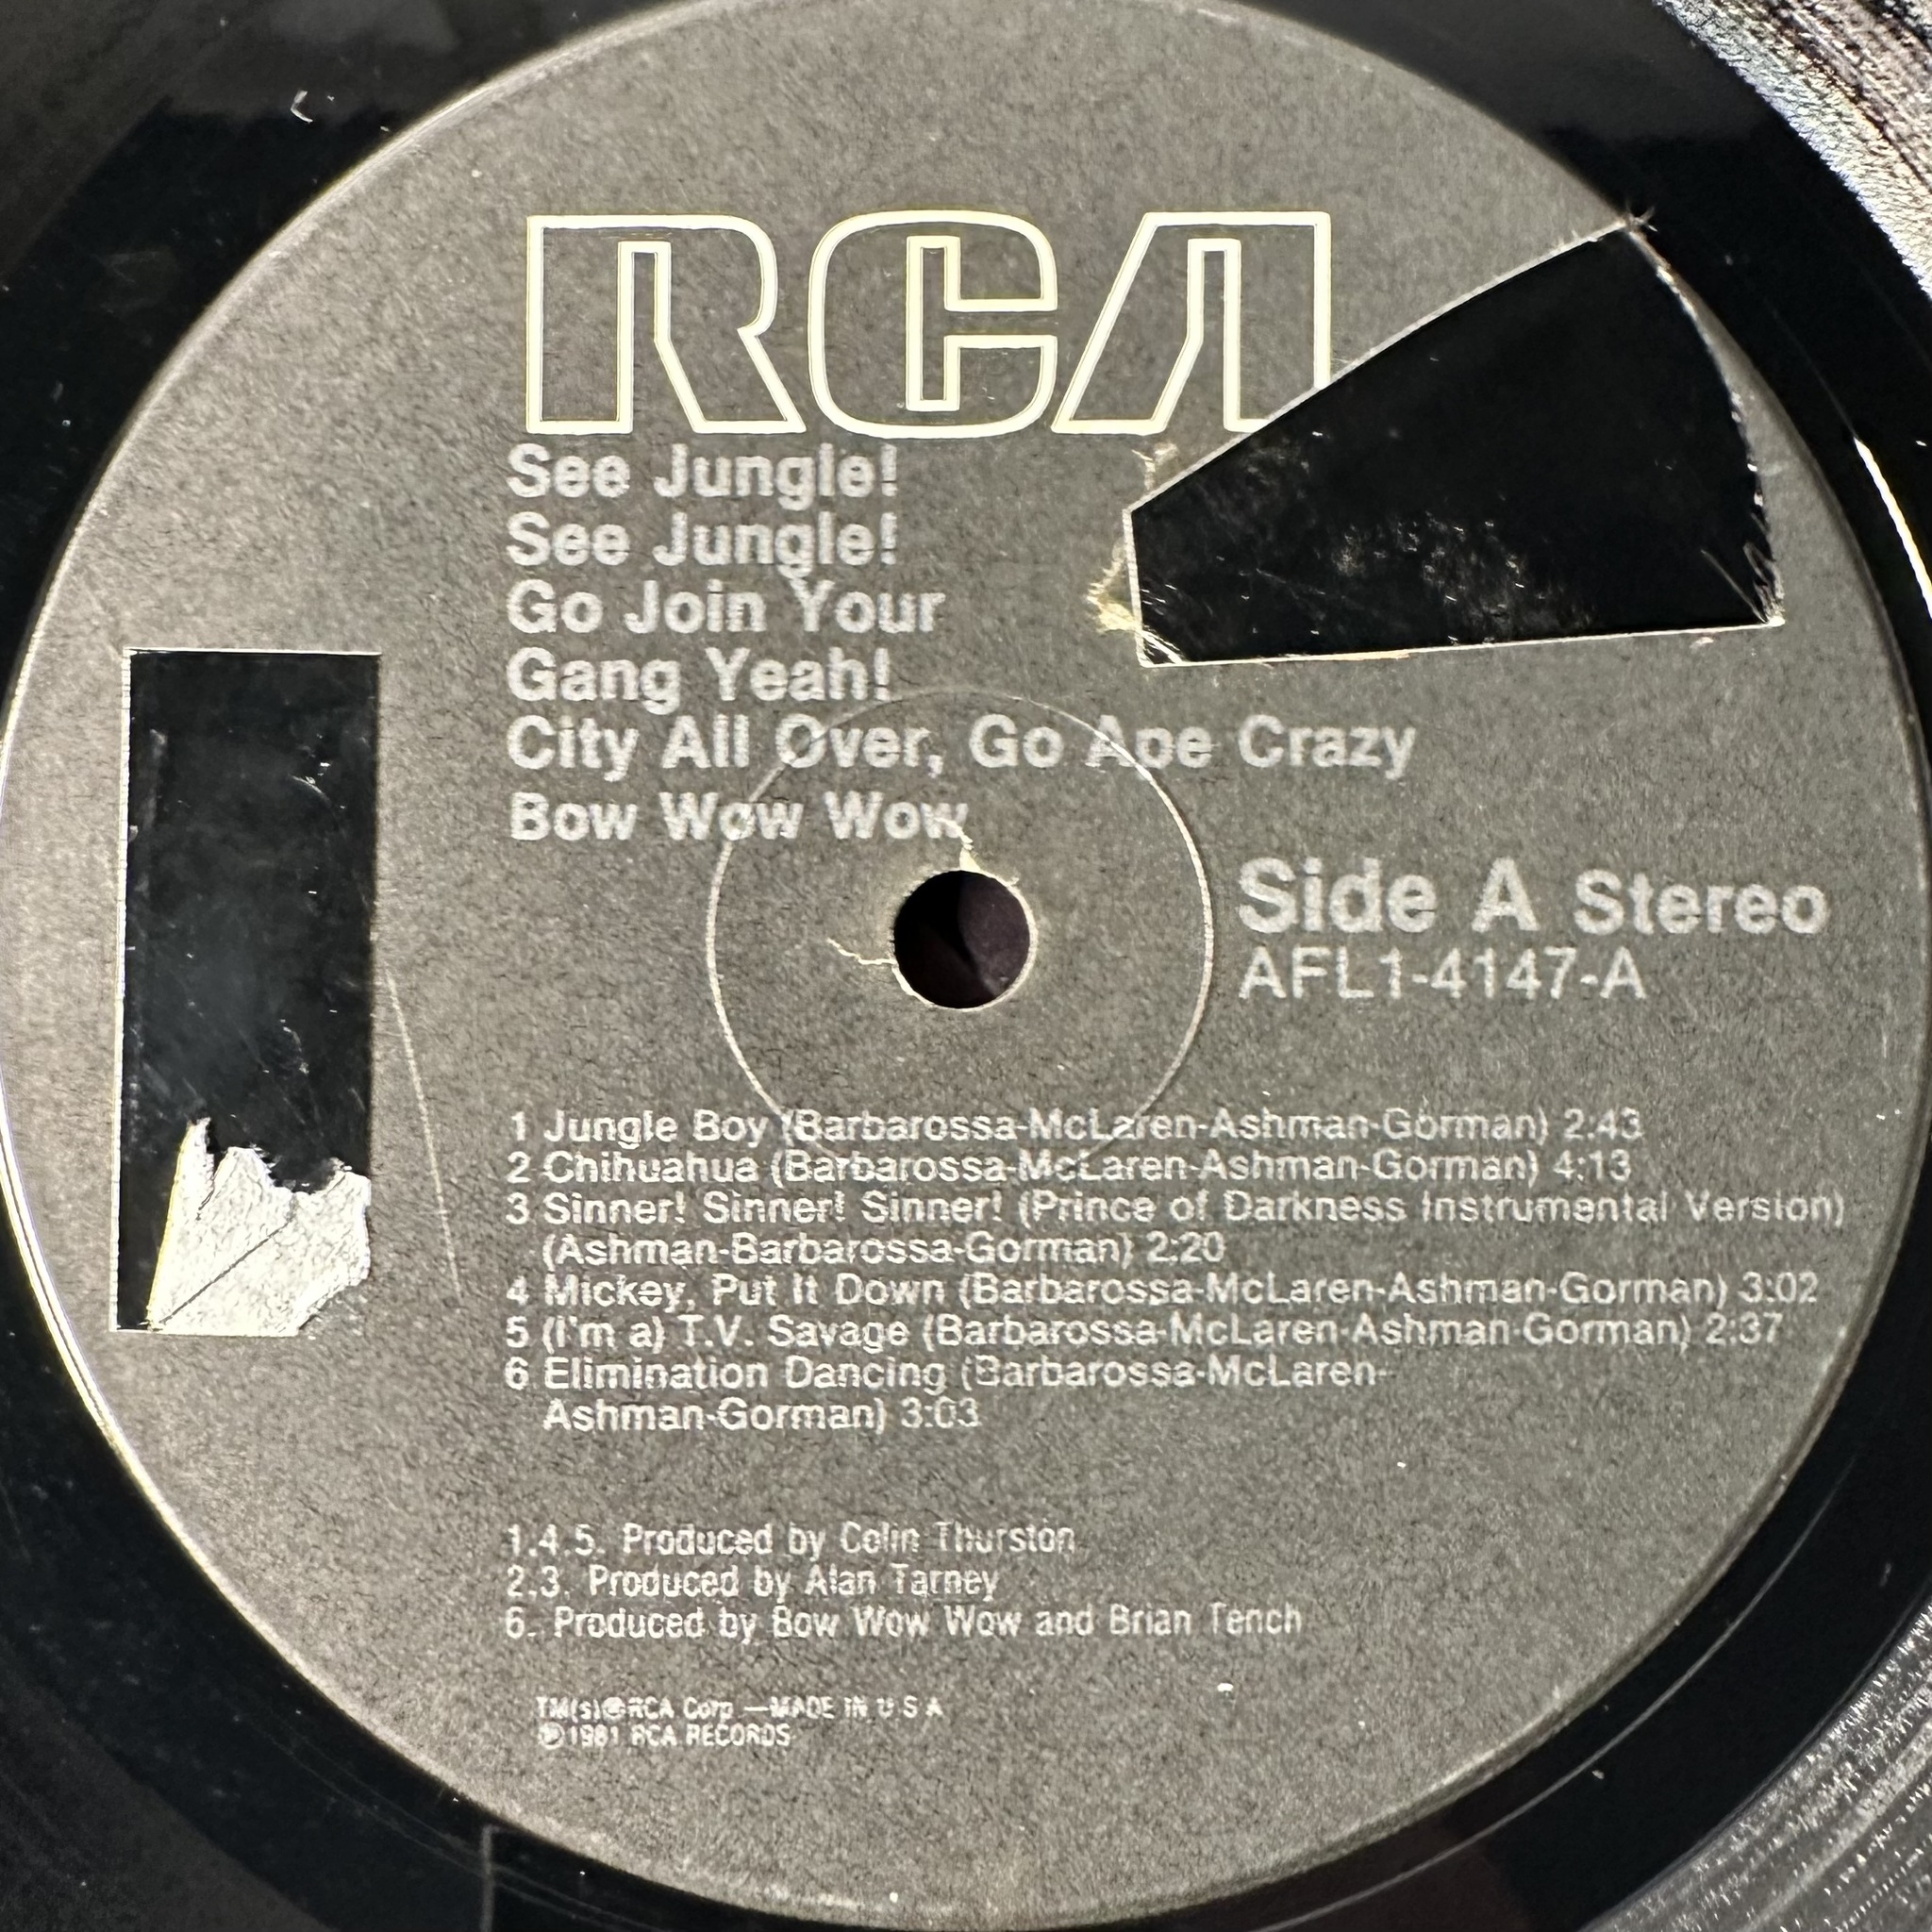 RCA
See Jungle!
See Jungle!
Go Join Your
Gang Yeah!
City All Over, Go Ape Crazy
Bow Wow Wow
Side A Stereo
AFL1-4147-A
1 Jungle Boy (Barbarossa-McLaren-Ashman-Gorman) 2:43
2 Chihuahua (Barbarossa-McLaren-Ashman-Gorman) 4:13
3 Sinner! Sinner! Sinner! (Prince of Darkness Instrumental Version)
(Ashman-Barbarossa-Gorman) 2:20
4 Mickey, Put It Down (Barbarossa-McLaren-Ashman-Gorman) 3:02
5 (I'm a) T.V. Savage (Barbarossa-McLaren-Ashman-Gorman) 2:37
6 Elimination Dancing (Barbarossa-McLaren-
Ashman-Gorman) 3:03
1.4.5. Produced by Colin Thurston
2.3. Produced by Alan Tarney
6. Produced by Bow Wow Wow and Brian Tench
TM(s)®RCA Corp —MADE IN U S A
℗1981 RCA RECORDS